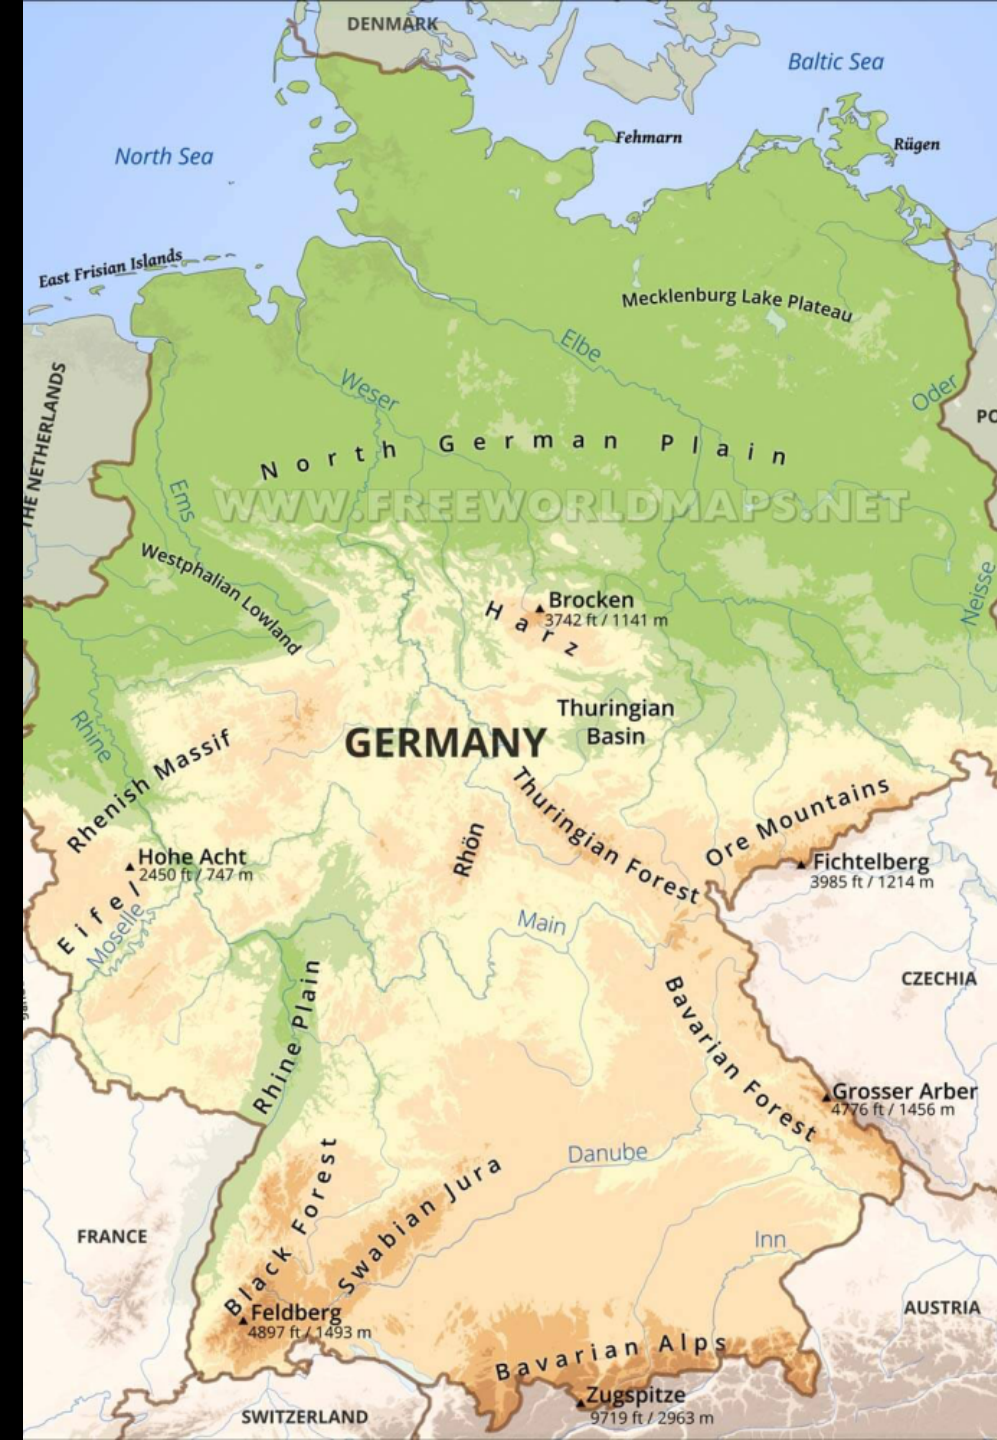 DENMARK
Baltic Sea
Fehmarn
Rügen
North Sea
East Frisian Islands
Mecklenburg Lake Plateau
Elbe
Weser
Oder
THE NETHERLANDS
PO
North German Plain
Ems
WWW.FREEWORLDMAPS.NET
Westphalian Lowland
Neisse
Brocken
3742 ft / 1141 m
Harz
Rhine
Thuringian
Basin
GERMANY
Rhenish Massif
Thuringian Forest
Ore Mountains
Rhön
Hohe Acht
2450 ft / 747 m
Fichtelberg
3985 ft / 1214 m
Eifel
Moselle
Main
CZECHIA
Rhine Plain
Bavarian Forest
Grosser Arber
4776 ft / 1456 m
Danube
Black Forest
Swabian Jura
FRANCE
Inn
Feldberg
4897 ft / 1493 m
AUSTRIA
Bavarian Alps
Zugspitze
9719 ft / 2963 m
SWITZERLAND